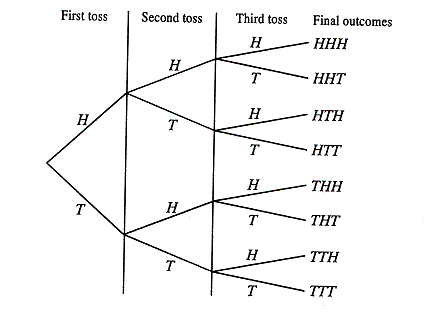 First toss Second toss Third toss Final outcomes
H HHH
H
T HHT
H
H HTH
T
T HTT
H THH
H
T
T THT
H TTH
T
T TTT